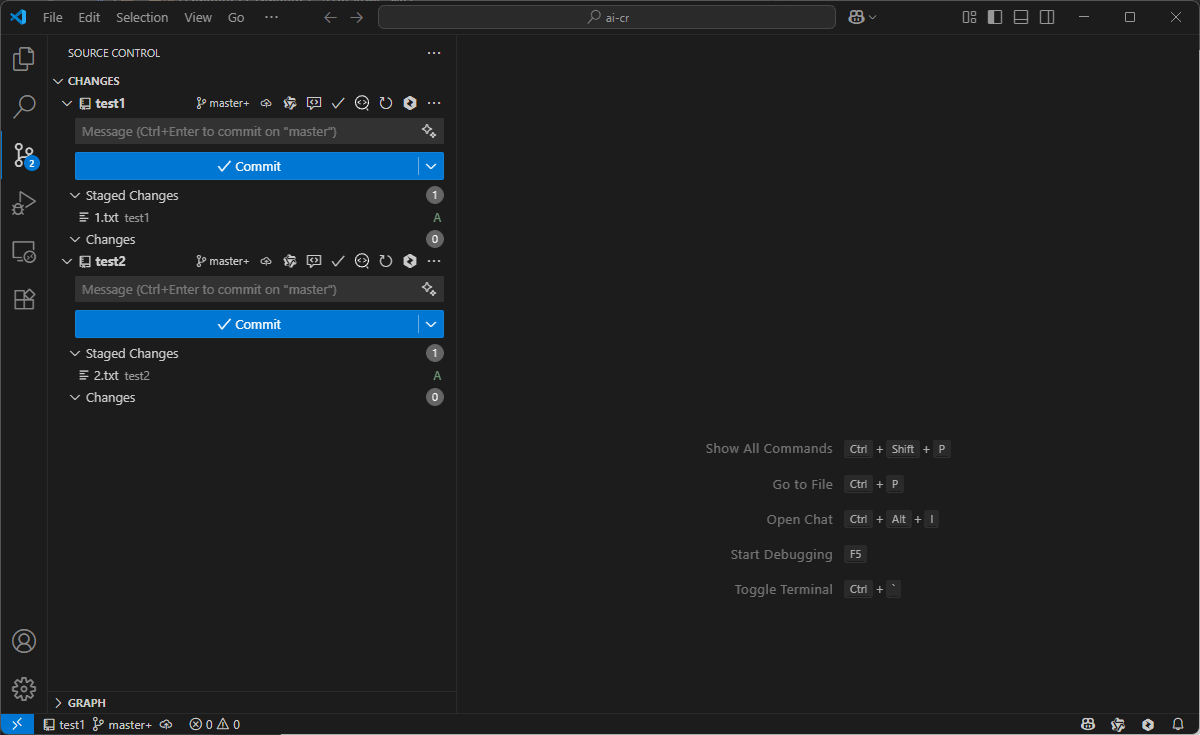 File Edit Selection View Go ··· ai-cr
SOURCE CONTROL ···
CHANGES
test1 master+ ···
Message (Ctrl+Enter to commit on "master")
Commit
Staged Changes 1
1.txt test1 A
Changes 0
test2 master+ ···
Message (Ctrl+Enter to commit on "master")
Commit
Staged Changes 1
2.txt test2 A
Changes 0
2
Show All Commands Ctrl + Shift + P
Go to File Ctrl + P
Open Chat Ctrl + Alt + I
Start Debugging F5
Toggle Terminal Ctrl + `
GRAPH
test1 master+ 0 0